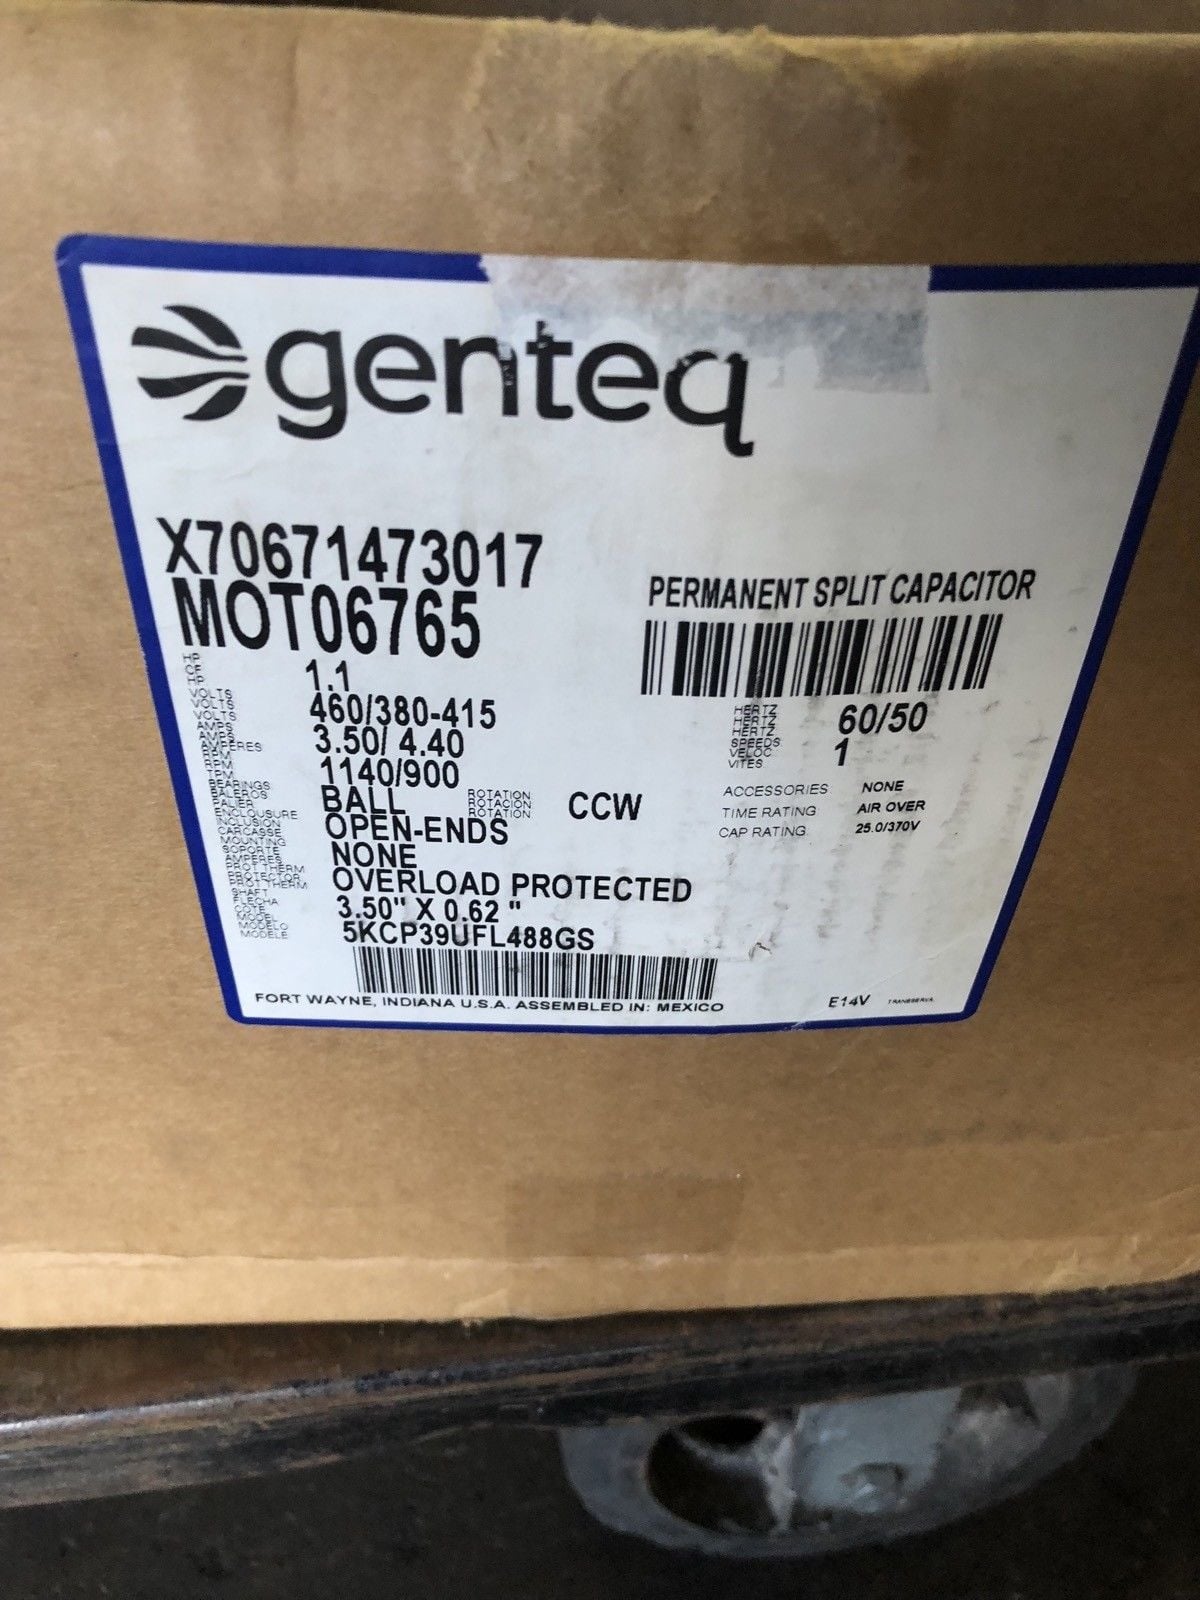 genteq
X70671473017
MOT06765
PERMANENT SPLIT CAPACITOR
HP
CF
HP
1.1
VOLTS
VOLTS
VOLTS
460/380-415
AMPS
AMPS
AMPERES
3.50/ 4.40
RPM
RPM
TPM
1140/900
HERTZ
HERTZ
HERTZ
60/50
SPEEDS
VELOC
VITES
1
BEARINGS
BALEROS
PALIER
BALL
ROTATION
ROTACION
ROTATION
CCW
ENCLOUSURE
INCLUSION
CARCASSE
OPEN-ENDS
MOUNTING
SOPORTE
AMPERES
NONE
PROT THERM
PROTECTOR
PROT THERM
OVERLOAD PROTECTED
SHAFT
FLECHA
COTE
3.50" X 0.62 "
MODEL
MODELO
MODELE
5KCP39UFL488GS
ACCESSORIES NONE
TIME RATING AIR OVER
CAP RATING 25.0/370V
FORT WAYNE, INDIANA U.S.A. ASSEMBLED IN: MEXICO
E14V